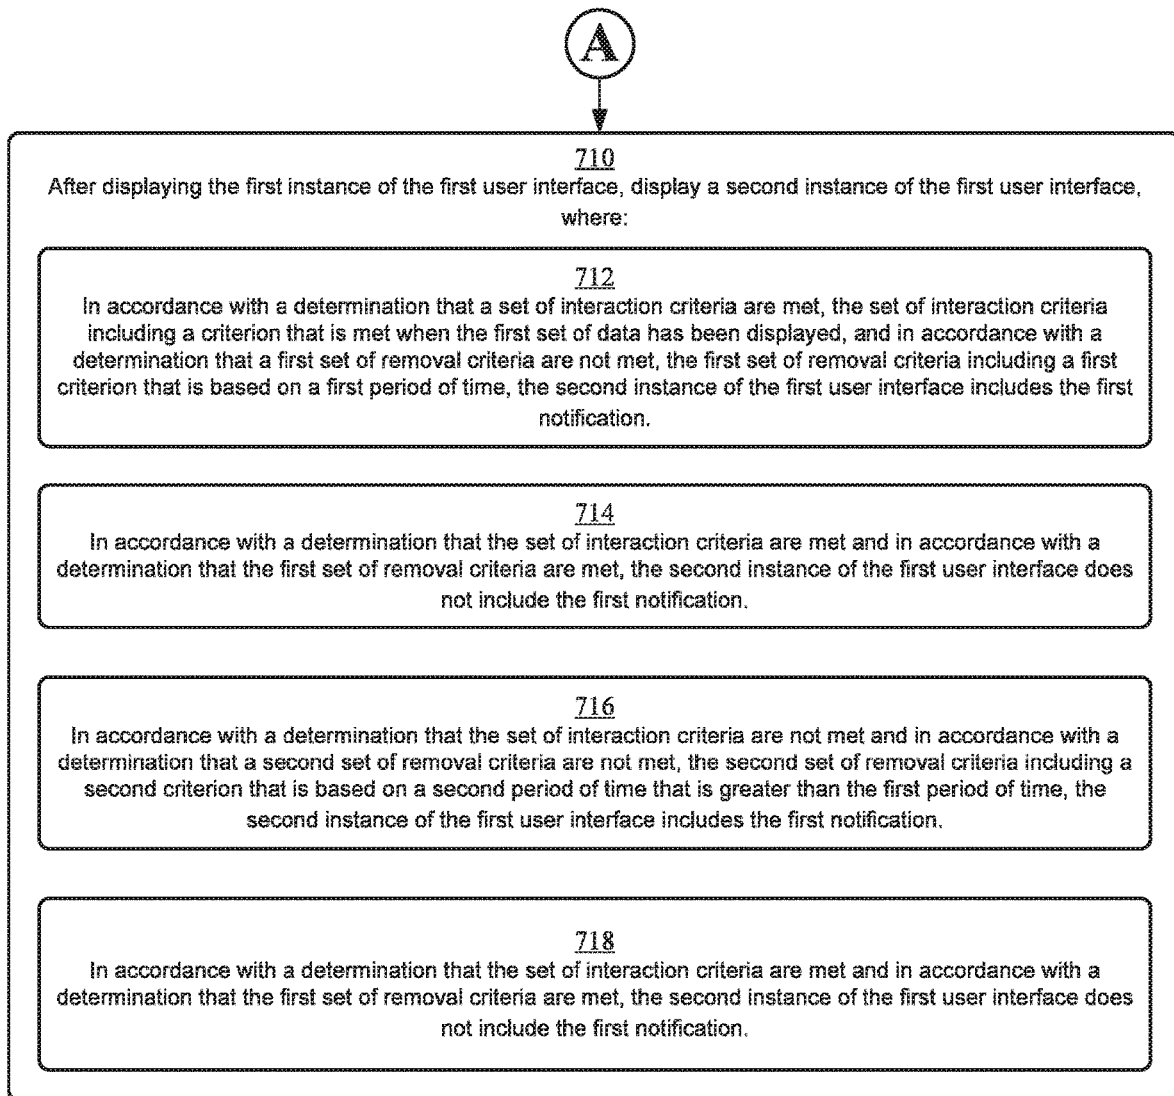 A
710
After displaying the first instance of the first user interface, display a second instance of the first user interface,
where:
712
In accordance with a determination that a set of interaction criteria are met, the set of interaction criteria
including a criterion that is met when the first set of data has been displayed, and in accordance with a
determination that a first set of removal criteria are not met, the first set of removal criteria including a first
criterion that is based on a first period of time, the second instance of the first user interface includes the first
notification.
714
In accordance with a determination that the set of interaction criteria are met and in accordance with a
determination that the first set of removal criteria are met, the second instance of the first user interface does
not include the first notification.
716
In accordance with a determination that the set of interaction criteria are not met and in accordance with a
determination that a second set of removal criteria are not met, the second set of removal criteria including a
second criterion that is based on a second period of time that is greater than the first period of time, the
second instance of the first user interface includes the first notification.
718
In accordance with a determination that the set of interaction criteria are met and in accordance with a
determination that the first set of removal criteria are met, the second instance of the first user interface does
not include the first notification.